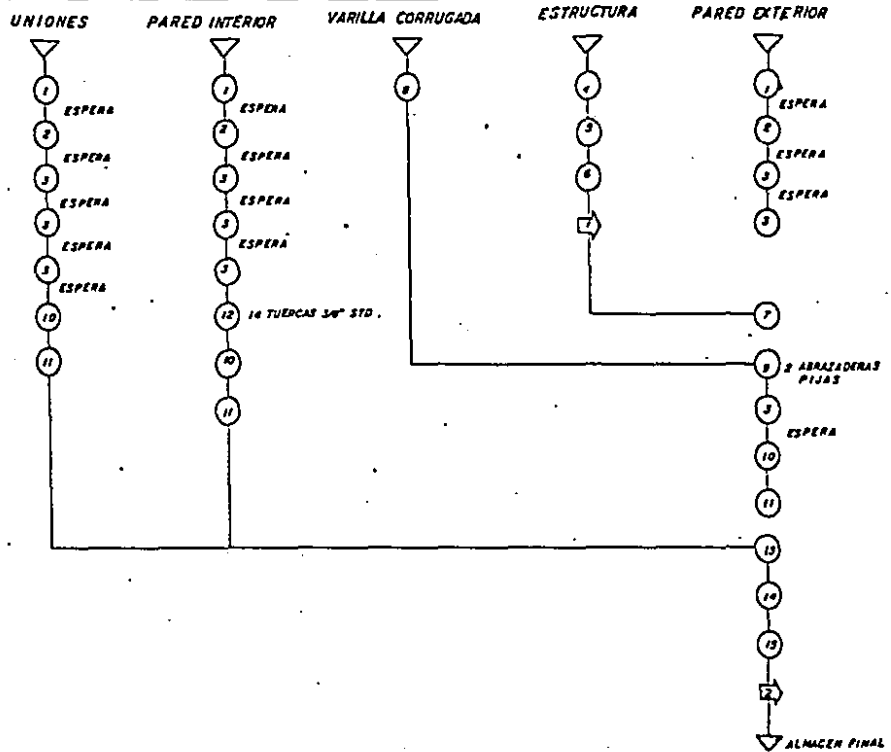 UNIONES PARED INTERIOR VARILLA CORRUGADA ESTRUCTURA PARED EXTERIOR
1 1 8 4 1
ESPERA ESPERA ESPERA
2 2 5 2
ESPERA ESPERA ESPERA
3 3 6 3
ESPERA ESPERA ESPERA
3 3 1 3
ESPERA ESPERA
3 3
ESPERA
10 12 14 TUERCAS 3/8" STD. 7
11 10 9 2 ABRAZADERAS
PIJAS
11 3
ESPERA
10
11
13
14
15
2
ALMACEN FINAL